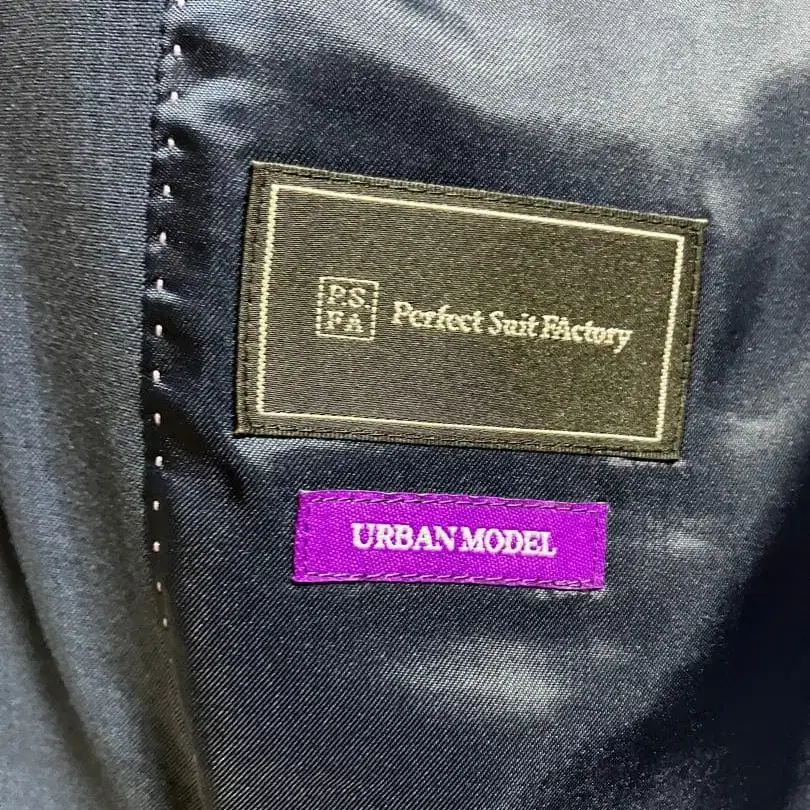 P.S.
FA
Perfect Suit FActory
URBAN MODEL